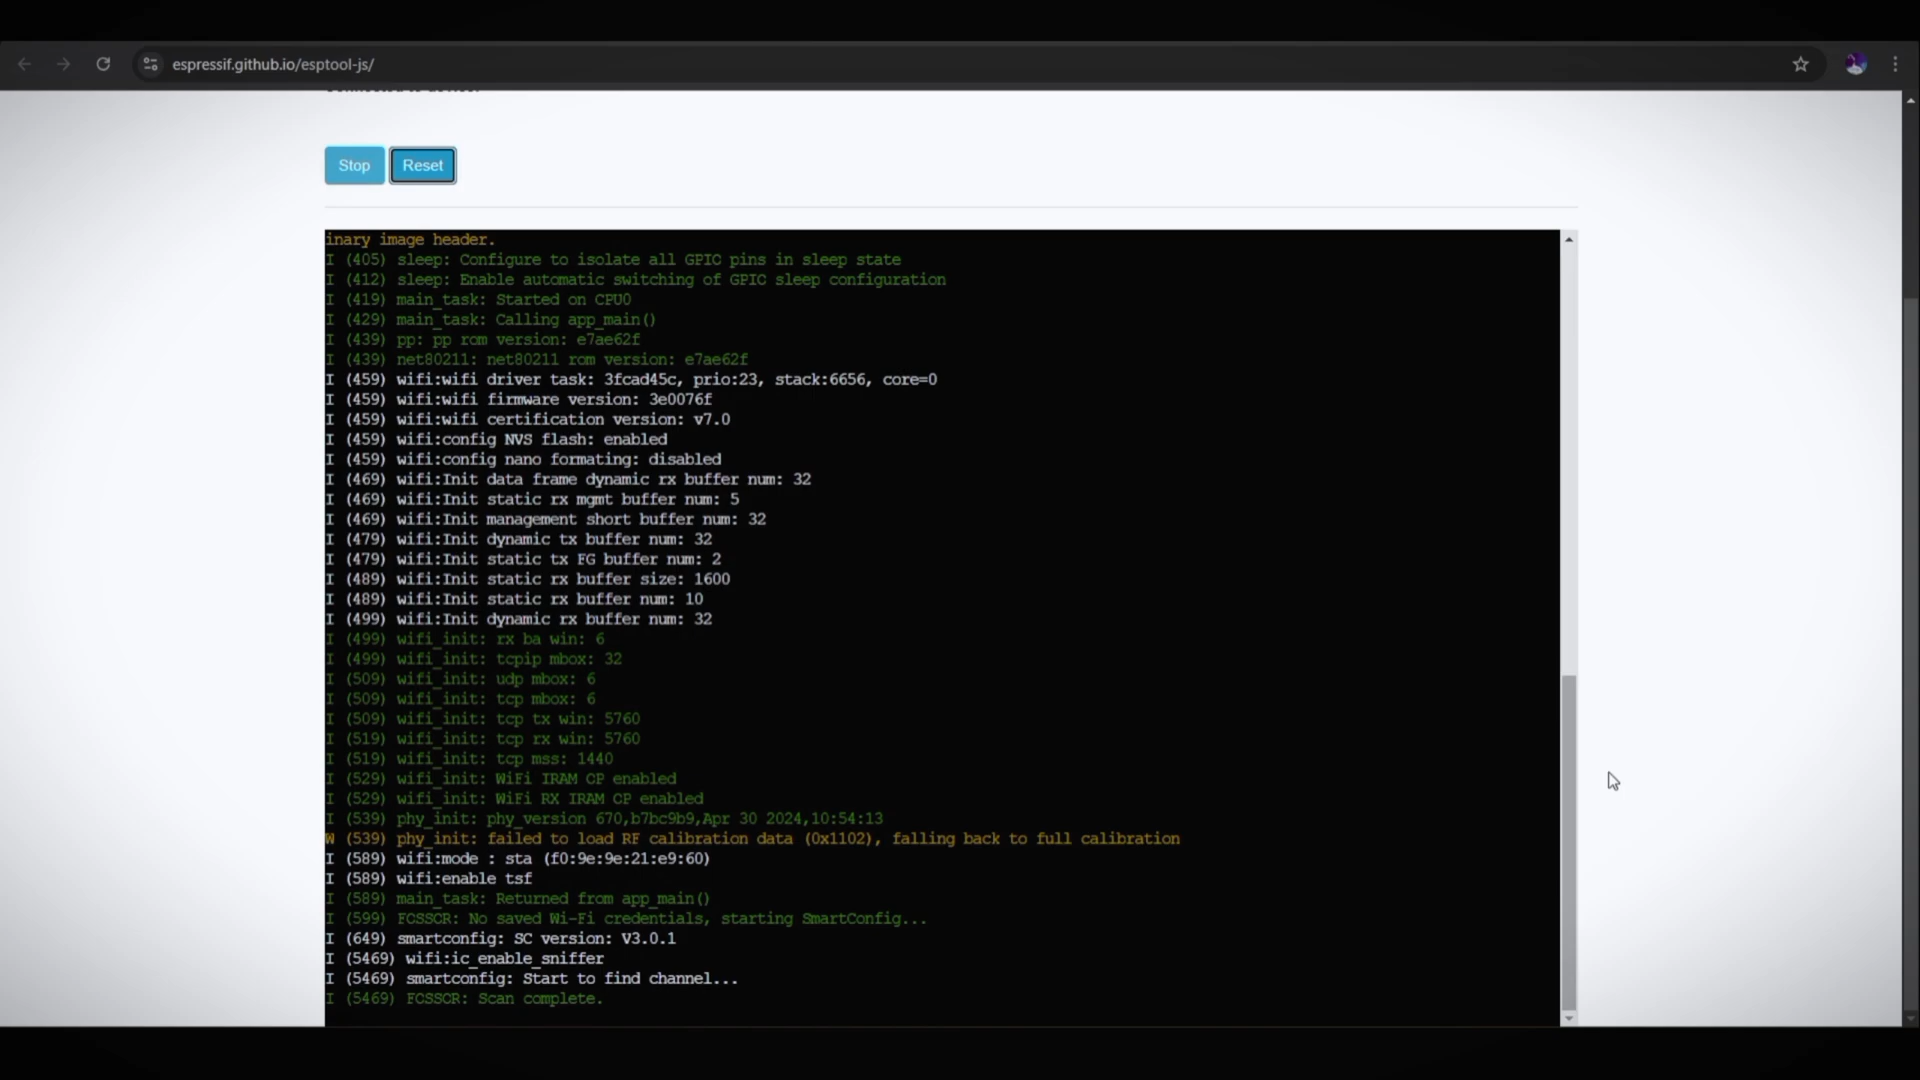 espressif.github.io/esptool-js/
Stop
Reset
inary image header.
I (405) sleep: Configure to isolate all GPIO pins in sleep state
I (412) sleep: Enable automatic switching of GPIO sleep configuration
I (419) main_task: Started on CPU0
I (429) main_task: Calling app_main()
I (439) pp: pp rom version: e7ae62f
I (439) net80211: net80211 rom version: e7ae62f
I (459) wifi:wifi driver task: 3fcad45c, prio:23, stack:6656, core=0
I (459) wifi:wifi firmware version: 3e0076f
I (459) wifi:wifi certification version: v7.0
I (459) wifi:config NVS flash: enabled
I (459) wifi:config nano formating: disabled
I (469) wifi:Init data frame dynamic rx buffer num: 32
I (469) wifi:Init static rx mgmt buffer num: 5
I (469) wifi:Init management short buffer num: 32
I (479) wifi:Init dynamic tx buffer num: 32
I (479) wifi:Init static tx FG buffer num: 2
I (489) wifi:Init static rx buffer size: 1600
I (489) wifi:Init static rx buffer num: 10
I (499) wifi:Init dynamic rx buffer num: 32
I (499) wifi_init: rx ba win: 6
I (499) wifi_init: tcpip mbox: 32
I (509) wifi_init: udp mbox: 6
I (509) wifi_init: tcp mbox: 6
I (509) wifi_init: tcp tx win: 5760
I (519) wifi_init: tcp rx win: 5760
I (519) wifi_init: tcp mss: 1440
I (529) wifi_init: WiFi IRAM OP enabled
I (529) wifi_init: WiFi RX IRAM OP enabled
I (539) phy_init: phy_version 670,b7bc9b9,Apr 30 2024,10:54:13
W (539) phy_init: failed to load RF calibration data (0x1102), falling back to full calibration
I (589) wifi:mode : sta (f0:9e:9e:21:e9:60)
I (589) wifi:enable tsf
I (589) main_task: Returned from app_main()
I (599) FOSSCR: No saved Wi-Fi credentials, starting SmartConfig...
I (649) smartconfig: SC version: V3.0.1
I (5469) wifi:ic_enable_sniffer
I (5469) smartconfig: Start to find channel...
I (5469) FOSSCR: Scan complete.